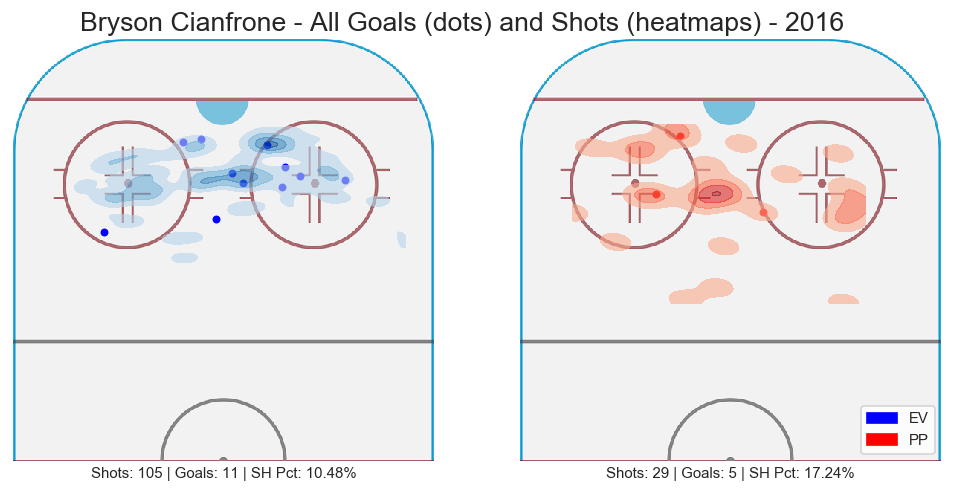 Bryson Cianfrone - All Goals (dots) and Shots (heatmaps) - 2016
EV
PP
Shots: 105 | Goals: 11 | SH Pct: 10.48%
Shots: 29 | Goals: 5 | SH Pct: 17.24%